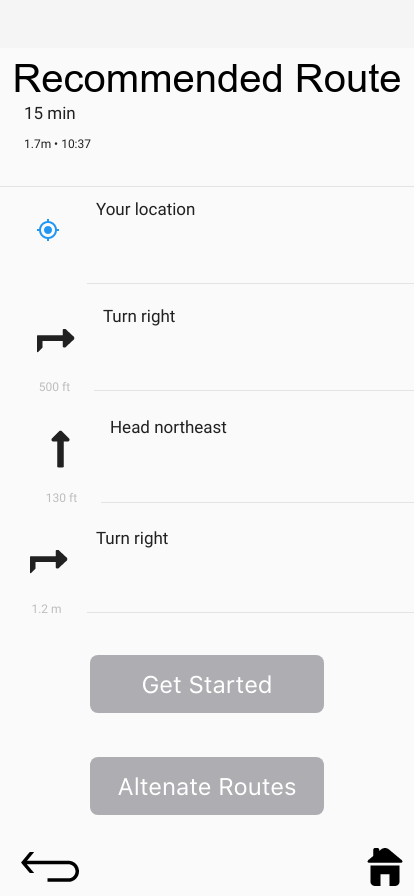 Recommended Route
15 min
1.7m • 10:37
Your location
Turn right
500 ft
Head northeast
130 ft
Turn right
1.2 m
Get Started
Altenate Routes